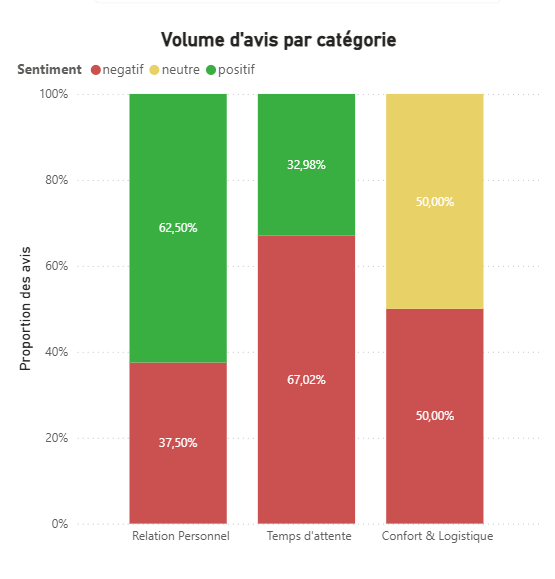 Volume d'avis par catégorie
Sentiment negatif neutre positif
100%
80%
60%
40%
20%
0%
Proportion des avis
62,50%
37,50%
32,98%
67,02%
50,00%
50,00%
Relation Personnel
Temps d'attente
Confort & Logistique